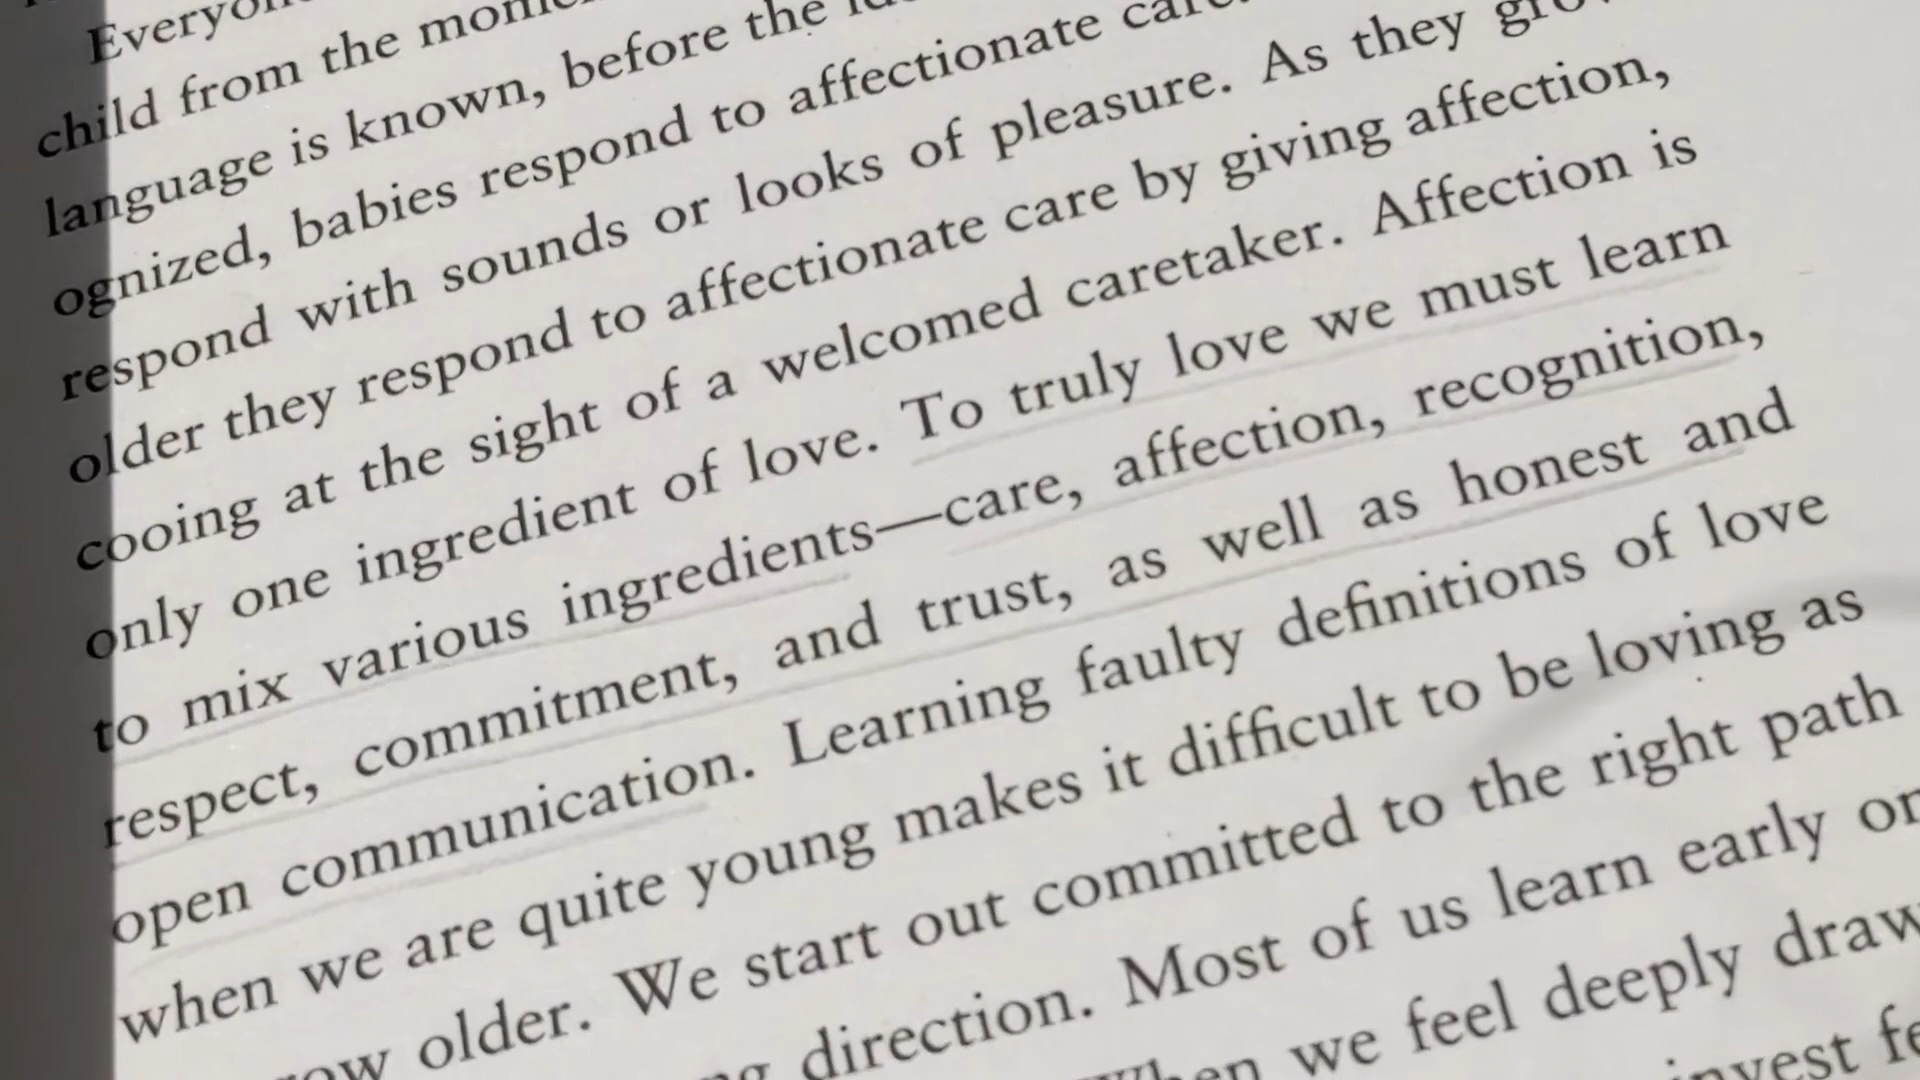 child from the
language is known, before the
ognized, babies respond to affectionate care.
respond with sounds or looks of pleasure. As they
older they respond to affectionate care by giving affection,
cooing at the sight of a welcomed caretaker. Affection is
only one ingredient of love. To truly love we must learn
to mix various ingredients—care, affection, recognition,
respect, commitment, and trust, as well as honest and
open communication. Learning faulty definitions of love
when we are quite young makes it difficult to be loving as
older. We start out committed to the right path
direction. Most of us learn early on
we feel deeply
invest